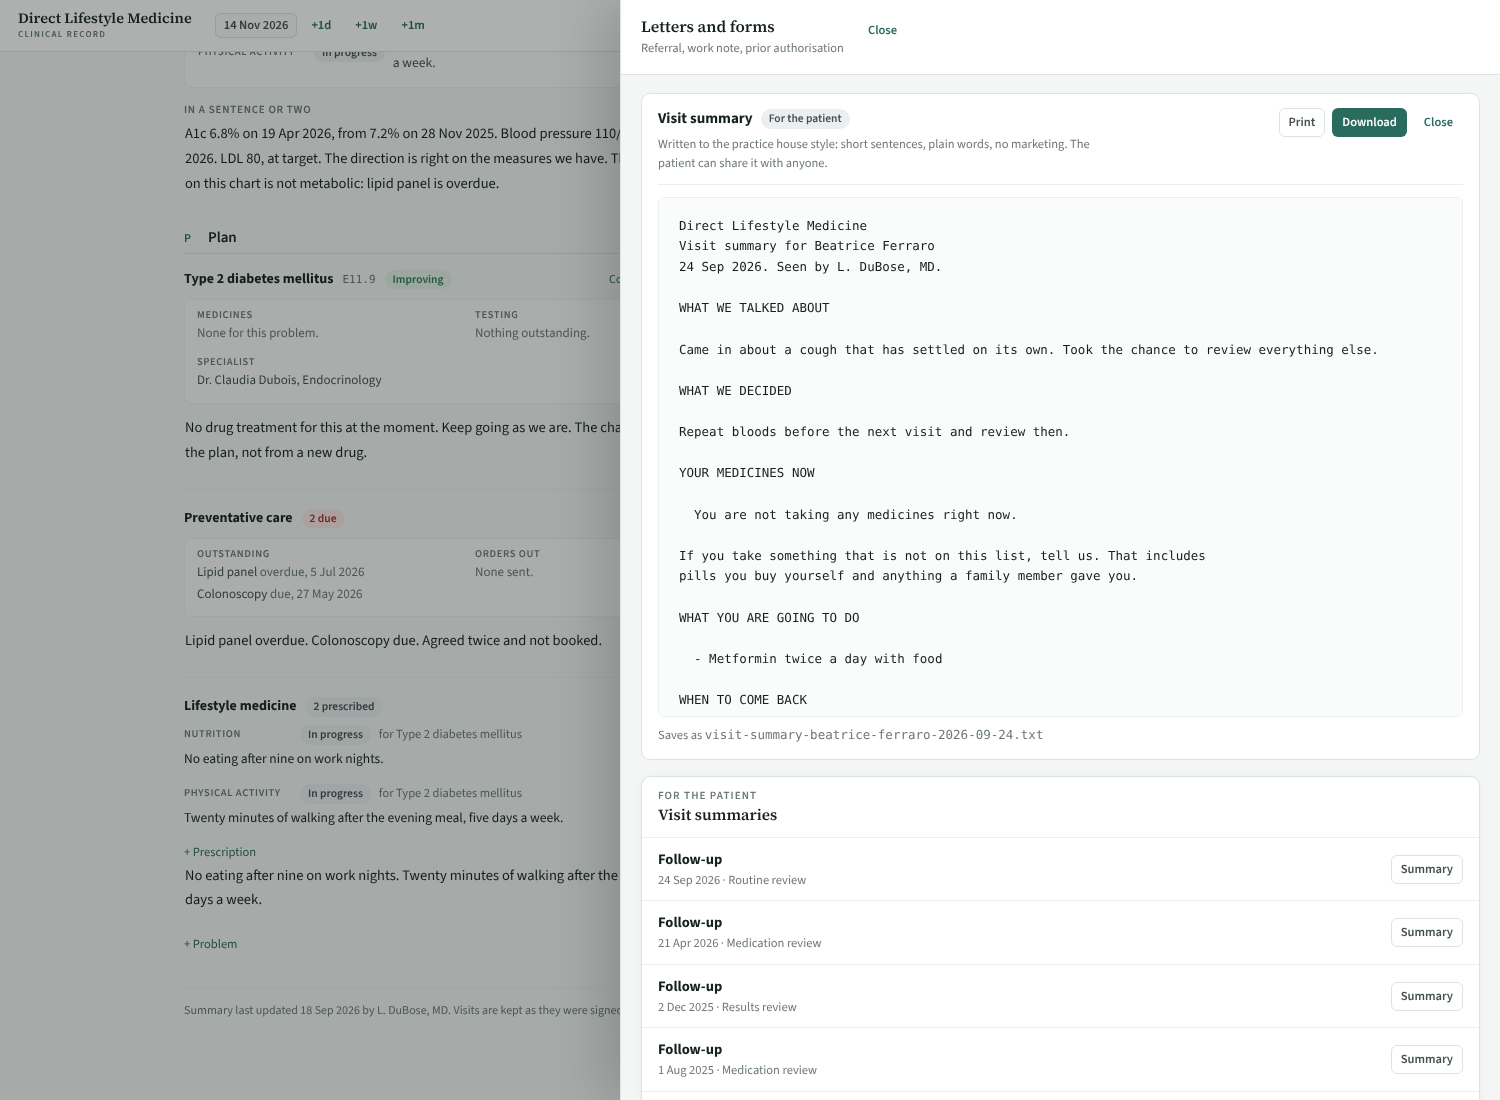 Direct Lifestyle Medicine
CLINICAL RECORD
14 Nov 2026
+1d
+1w
+1m
PHYSICAL ACTIVITY
In progress
a week.
IN A SENTENCE OR TWO
A1c 6.8% on 19 Apr 2026, from 7.2% on 28 Nov 2025. Blood pressure 110/
2026. LDL 80, at target. The direction is right on the measures we have.
on this chart is not metabolic: lipid panel is overdue.
P Plan
Type 2 diabetes mellitus E11.9 Improving
MEDICINES
None for this problem.
TESTING
Nothing outstanding.
SPECIALIST
Dr. Claudia Dubois, Endocrinology
No drug treatment for this at the moment. Keep going as we are. The cha
the plan, not from a new drug.
Preventative care 2 due
OUTSTANDING
Lipid panel overdue, 5 Jul 2026
Colonoscopy due, 27 May 2026
ORDERS OUT
None sent.
Lipid panel overdue. Colonoscopy due. Agreed twice and not booked.
Lifestyle medicine 2 prescribed
NUTRITION In progress for Type 2 diabetes mellitus
No eating after nine on work nights.
PHYSICAL ACTIVITY In progress for Type 2 diabetes mellitus
Twenty minutes of walking after the evening meal, five days a week.
+ Prescription
No eating after nine on work nights. Twenty minutes of walking after the
days a week.
+ Problem
Summary last updated 18 Sep 2026 by L. DuBose, MD. Visits are kept as they were signed
Letters and forms
Referral, work note, prior authorisation
Close
Visit summary For the patient
Written to the practice house style: short sentences, plain words, no marketing. The
patient can share it with anyone.
Print
Download
Close
Direct Lifestyle Medicine
Visit summary for Beatrice Ferraro
24 Sep 2026. Seen by L. DuBose, MD.
WHAT WE TALKED ABOUT
Came in about a cough that has settled on its own. Took the chance to review everything else.
WHAT WE DECIDED
Repeat bloods before the next visit and review then.
YOUR MEDICINES NOW
You are not taking any medicines right now.
If you take something that is not on this list, tell us. That includes
pills you buy yourself and anything a family member gave you.
WHAT YOU ARE GOING TO DO
- Metformin twice a day with food
WHEN TO COME BACK
Saves as visit-summary-beatrice-ferraro-2026-09-24.txt
FOR THE PATIENT
Visit summaries
Follow-up
24 Sep 2026 · Routine review
Summary
Follow-up
21 Apr 2026 · Medication review
Summary
Follow-up
2 Dec 2025 · Results review
Summary
Follow-up
1 Aug 2025 · Medication review
Summary